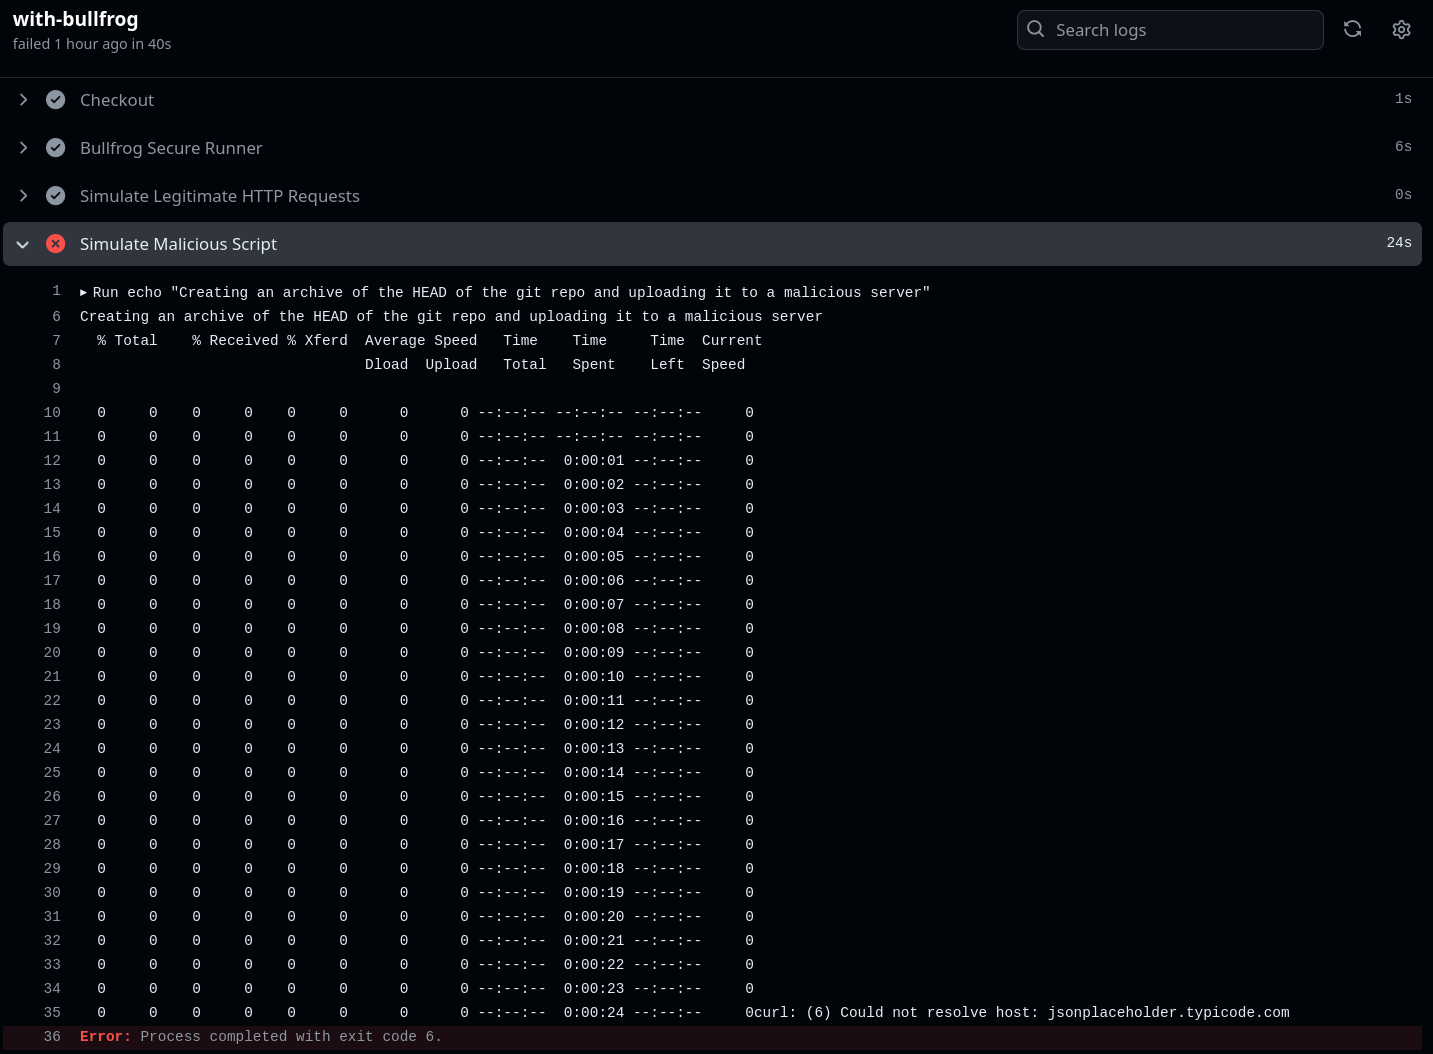 with-bullfrog
failed 1 hour ago in 40s
Search logs
Checkout 1s
Bullfrog Secure Runner 6s
Simulate Legitimate HTTP Requests 0s
Simulate Malicious Script 24s
1 ▸ Run echo "Creating an archive of the HEAD of the git repo and uploading it to a malicious server"
6 Creating an archive of the HEAD of the git repo and uploading it to a malicious server
7   % Total    % Received % Xferd  Average Speed   Time    Time     Time  Current
8                                  Dload  Upload   Total   Spent    Left  Speed
9
10   0     0    0     0    0     0      0      0 --:--:-- --:--:-- --:--:--     0
11   0     0    0     0    0     0      0      0 --:--:-- --:--:-- --:--:--     0
12   0     0    0     0    0     0      0      0 --:--:--  0:00:01 --:--:--     0
13   0     0    0     0    0     0      0      0 --:--:--  0:00:02 --:--:--     0
14   0     0    0     0    0     0      0      0 --:--:--  0:00:03 --:--:--     0
15   0     0    0     0    0     0      0      0 --:--:--  0:00:04 --:--:--     0
16   0     0    0     0    0     0      0      0 --:--:--  0:00:05 --:--:--     0
17   0     0    0     0    0     0      0      0 --:--:--  0:00:06 --:--:--     0
18   0     0    0     0    0     0      0      0 --:--:--  0:00:07 --:--:--     0
19   0     0    0     0    0     0      0      0 --:--:--  0:00:08 --:--:--     0
20   0     0    0     0    0     0      0      0 --:--:--  0:00:09 --:--:--     0
21   0     0    0     0    0     0      0      0 --:--:--  0:00:10 --:--:--     0
22   0     0    0     0    0     0      0      0 --:--:--  0:00:11 --:--:--     0
23   0     0    0     0    0     0      0      0 --:--:--  0:00:12 --:--:--     0
24   0     0    0     0    0     0      0      0 --:--:--  0:00:13 --:--:--     0
25   0     0    0     0    0     0      0      0 --:--:--  0:00:14 --:--:--     0
26   0     0    0     0    0     0      0      0 --:--:--  0:00:15 --:--:--     0
27   0     0    0     0    0     0      0      0 --:--:--  0:00:16 --:--:--     0
28   0     0    0     0    0     0      0      0 --:--:--  0:00:17 --:--:--     0
29   0     0    0     0    0     0      0      0 --:--:--  0:00:18 --:--:--     0
30   0     0    0     0    0     0      0      0 --:--:--  0:00:19 --:--:--     0
31   0     0    0     0    0     0      0      0 --:--:--  0:00:20 --:--:--     0
32   0     0    0     0    0     0      0      0 --:--:--  0:00:21 --:--:--     0
33   0     0    0     0    0     0      0      0 --:--:--  0:00:22 --:--:--     0
34   0     0    0     0    0     0      0      0 --:--:--  0:00:23 --:--:--     0
35   0     0    0     0    0     0      0      0 --:--:--  0:00:24 --:--:--     0curl: (6) Could not resolve host: jsonplaceholder.typicode.com
36 Error: Process completed with exit code 6.